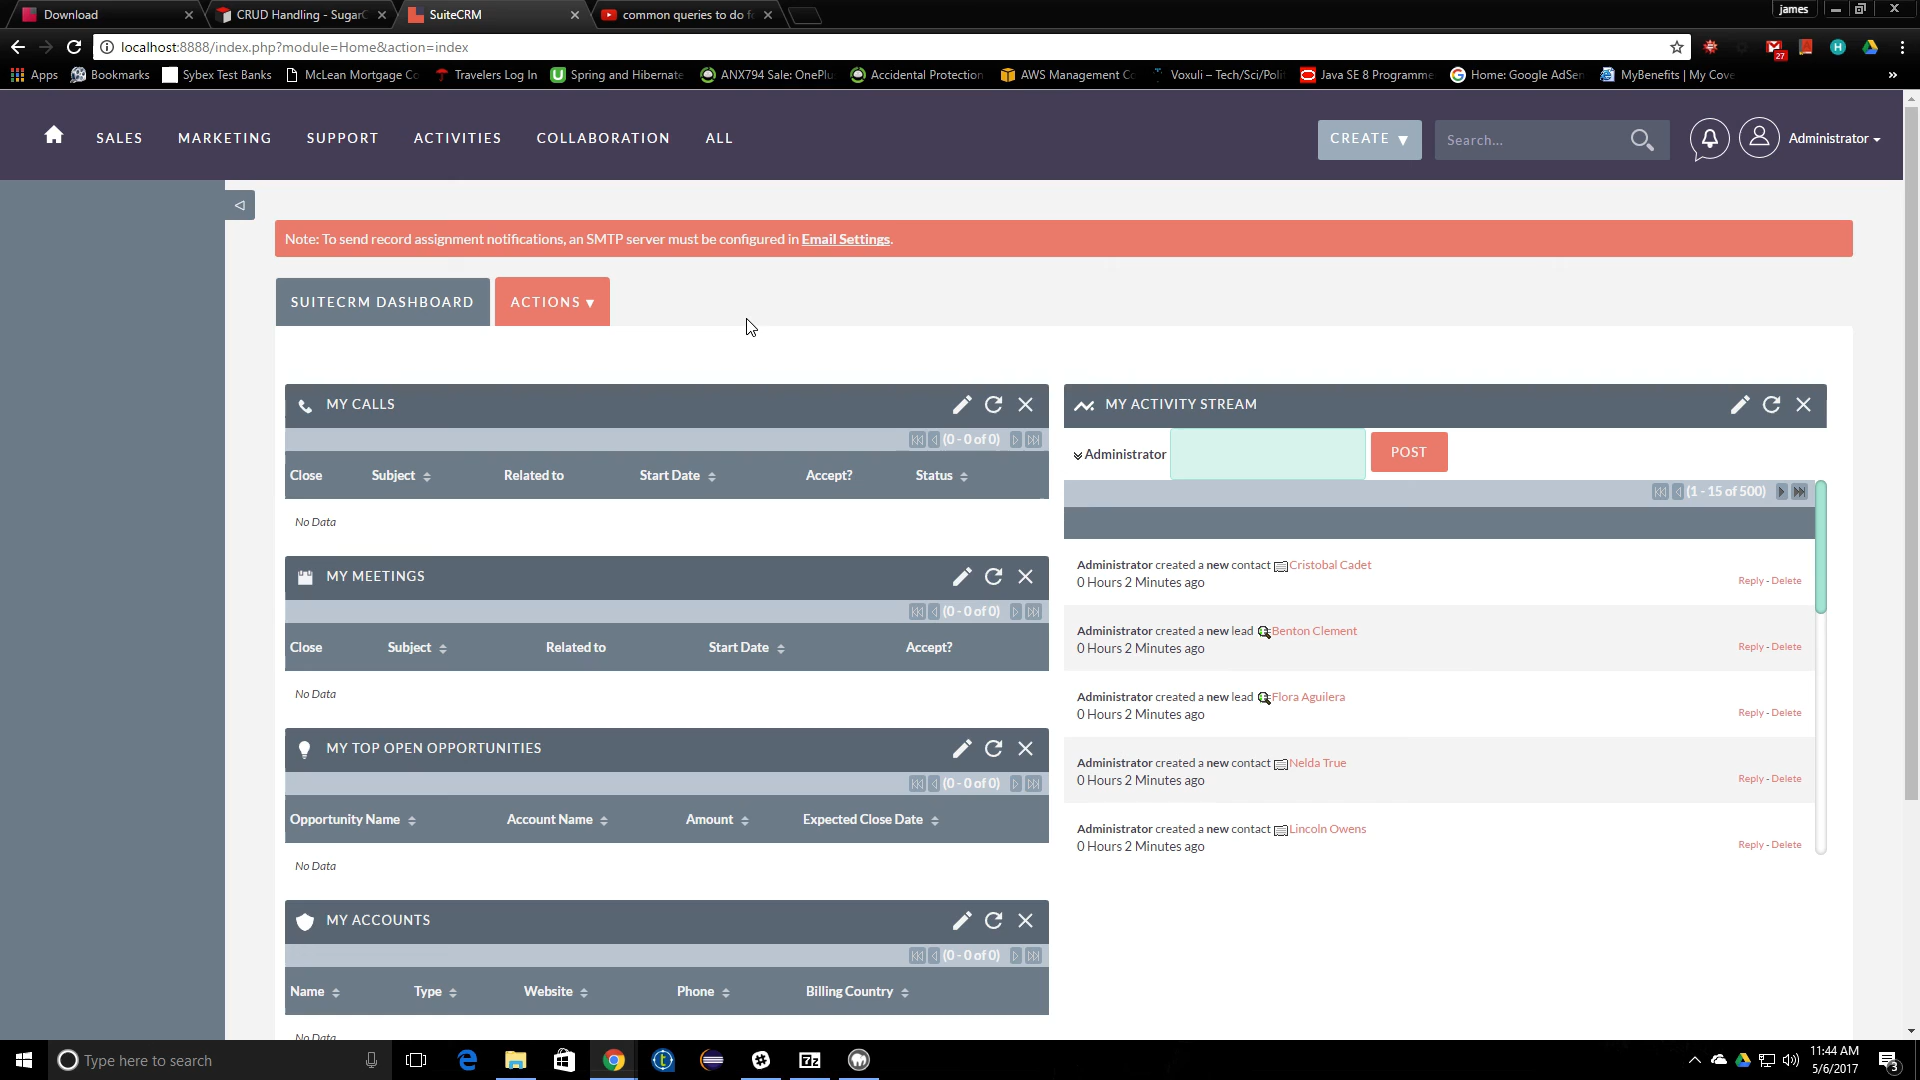 Download
CRUD Handling - SugarC
SuiteCRM
common queries to do f
james
localhost:8888/index.php?module=Home&action=index
27
Apps
Bookmarks
Sybex Test Banks
McLean Mortgage Co
Travelers Log In
Spring and Hibernate
ANX794 Sale: OnePlu
Accidental Protection
AWS Management Co
Voxuli – Tech/Sci/Poli
Java SE 8 Programme
Home: Google AdSen
MyBenefits | My Cove
SALES
MARKETING
SUPPORT
ACTIVITIES
COLLABORATION
ALL
CREATE ▼
Search...
Administrator
Note: To send record assignment notifications, an SMTP server must be configured in Email Settings.
SUITECRM DASHBOARD
ACTIONS ▼
MY CALLS
(0 - 0 of 0)
Close Subject Related to Start Date Accept? Status
No Data
MY MEETINGS
(0 - 0 of 0)
Close Subject Related to Start Date Accept?
No Data
MY TOP OPEN OPPORTUNITIES
(0 - 0 of 0)
Opportunity Name Account Name Amount Expected Close Date
No Data
MY ACCOUNTS
(0 - 0 of 0)
Name Type Website Phone Billing Country
No Data
MY ACTIVITY STREAM
Administrator
POST
(1 - 15 of 500)
Administrator created a new contact Cristobal Cadet
0 Hours 2 Minutes ago
Reply - Delete
Administrator created a new lead Benton Clement
0 Hours 2 Minutes ago
Reply - Delete
Administrator created a new lead Flora Aguilera
0 Hours 2 Minutes ago
Reply - Delete
Administrator created a new contact Nelda True
0 Hours 2 Minutes ago
Reply - Delete
Administrator created a new contact Lincoln Owens
0 Hours 2 Minutes ago
Reply - Delete
Type here to search
7z
11:44 AM
5/6/2017
3